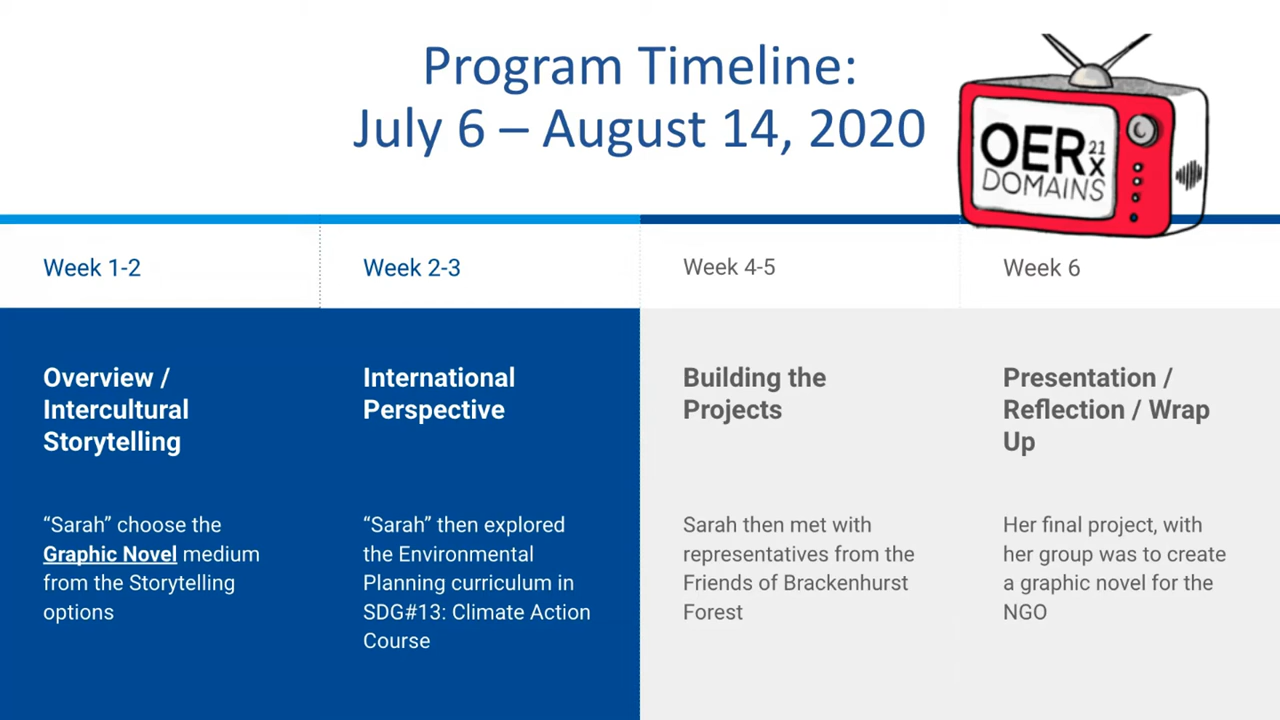 Program Timeline:
July 6 – August 14, 2020
OER 21
x
DOMAINS
Week 1-2
Week 2-3
Week 4-5
Week 6
Overview /
Intercultural
Storytelling
International
Perspective
Building the
Projects
Presentation /
Reflection / Wrap
Up
“Sarah” choose the
Graphic Novel medium
from the Storytelling
options
“Sarah” then explored
the Environmental
Planning curriculum in
SDG#13: Climate Action
Course
Sarah then met with
representatives from the
Friends of Brackenhurst
Forest
Her final project, with
her group was to create
a graphic novel for the
NGO